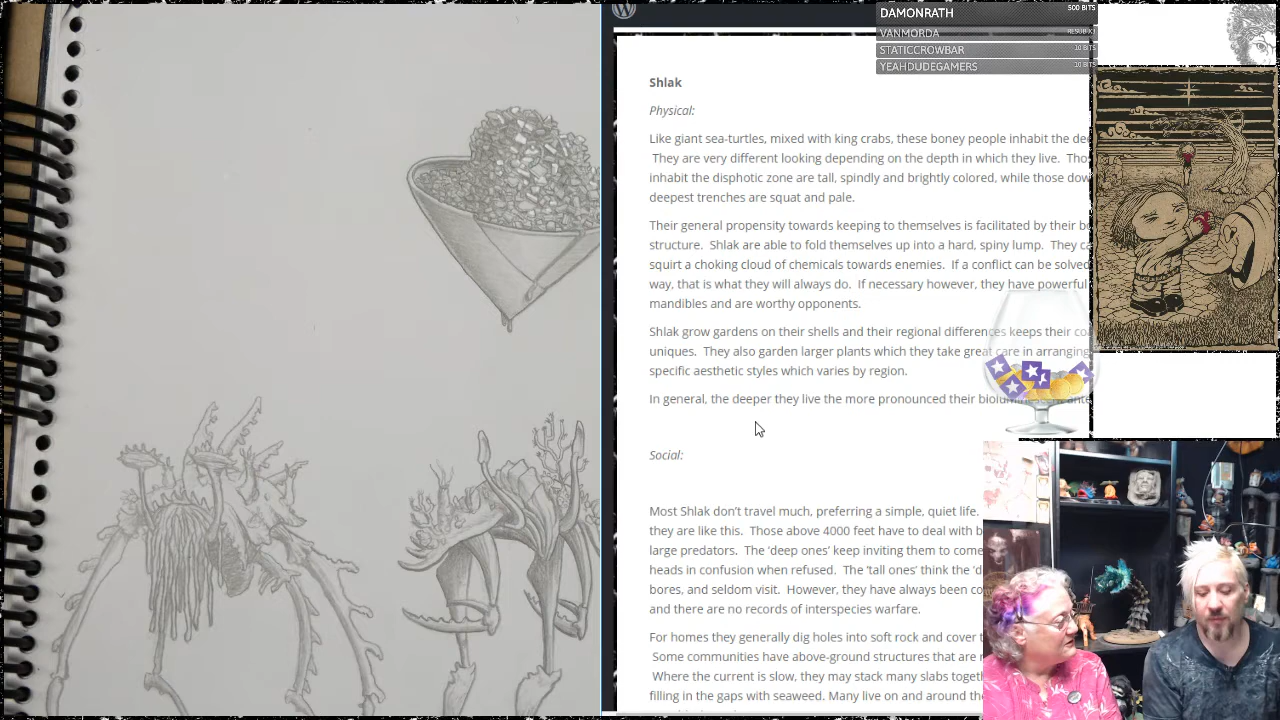 DAMONRATH 500 BITS
VANMORDA RESUB X1
STATICCROWBAR 10 BITS
YEAHDUDEGAMERS 10 BITS
Shlak
Physical:
Like giant sea-turtles, mixed with king crabs, these boney people inhabit the
They are very different looking depending on the depth in which they live.
inhabit the disphotic zone are tall, spindly and brightly colored, while those
deepest trenches are squat and pale.
Their general propensity towards keeping to themselves is facilitated by their
structure. Shlak are able to fold themselves up into a hard, spiny lump. They
squirt a choking cloud of chemicals towards enemies. If a conflict can be solved
way, that is what they will always do. If necessary however, they have powerful
mandibles and are worthy opponents.
Shlak grow gardens on their shells and their regional differences keeps their
uniques. They also garden larger plants which they take great care in arranging
specific aesthetic styles which varies by region.
In general, the deeper they live the more pronounced their
Social:
Most Shlak don't travel much, preferring a simple, quiet life.
they are like this. Those above 4000 feet have to deal with
large predators. The 'deep ones' keep inviting them to come
heads in confusion when refused. The 'tall ones' think the
bores, and seldom visit. However, they have always been
and there are no records of interspecies warfare.
For homes they generally dig holes into soft rock and cover
Some communities have above-ground structures that are
Where the current is slow, they may stack many slabs
filling in the gaps with seaweed. Many live on and around